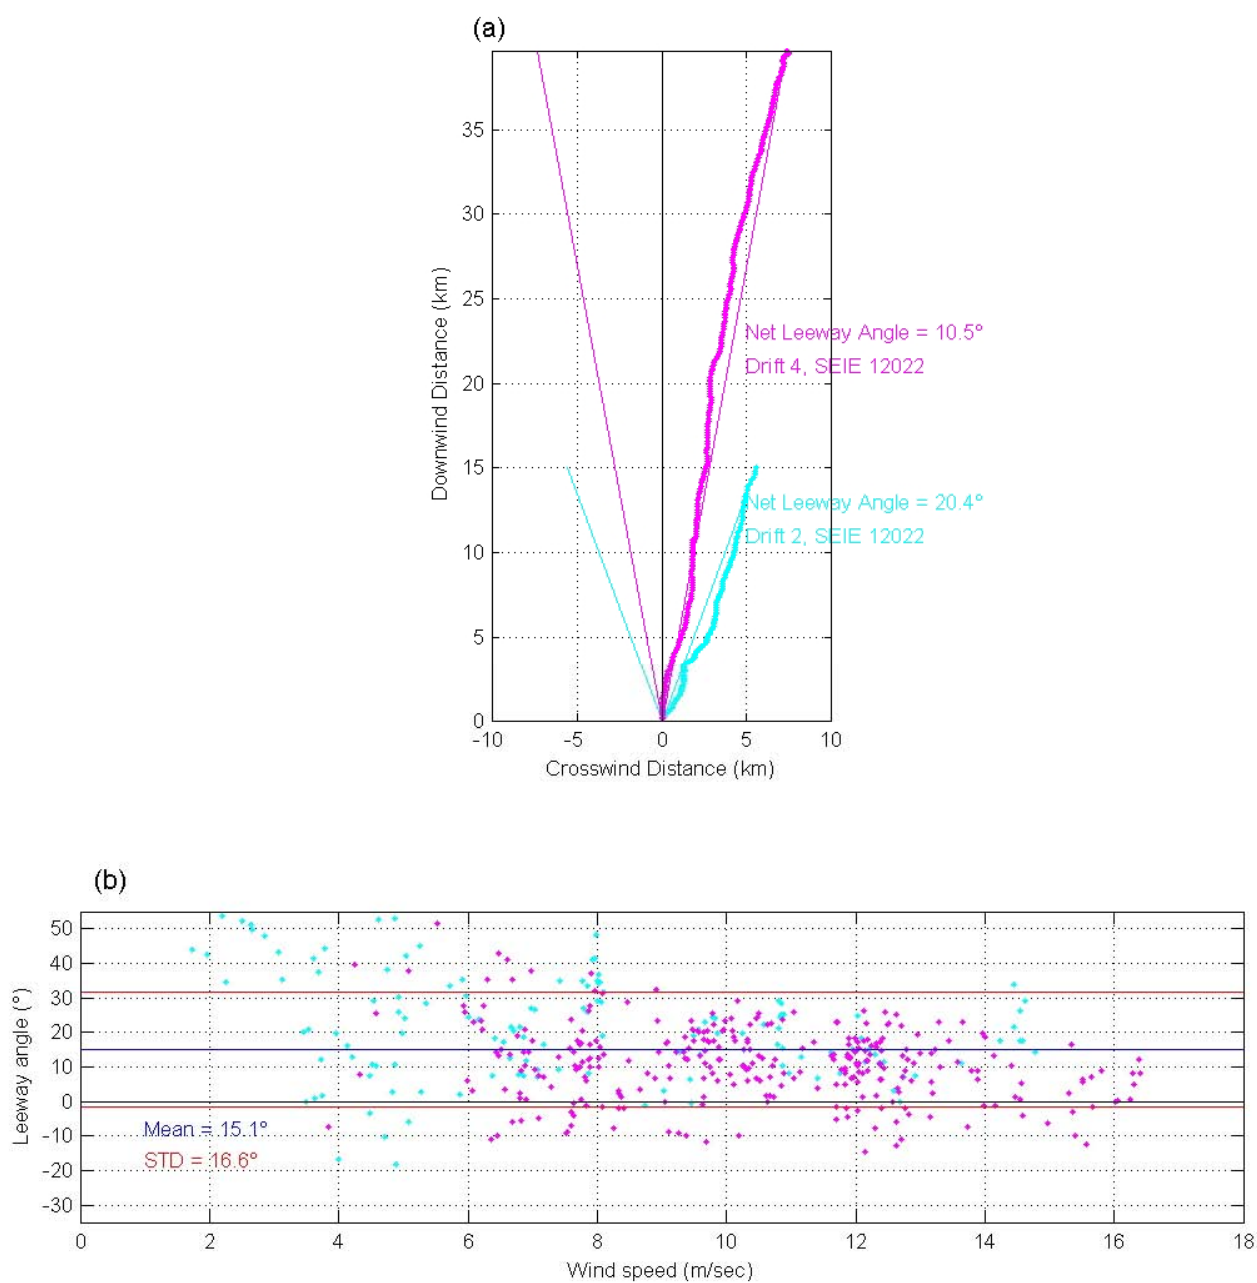 (a)
35
30
25
20
15
10
5
0
Downwind Distance (km)
Net Leeway Angle = 10.5°
Drift 4, SEIE 12022
Net Leeway Angle = 20.4°
Drift 2, SEIE 12022
-10 -5 0 5 10
Crosswind Distance (km)
(b)
50
40
30
20
10
0
-10
-20
-30
Leeway angle (°)
Mean = 15.1°
STD = 16.6°
0 2 4 6 8 10 12 14 16 18
Wind speed (m/sec)